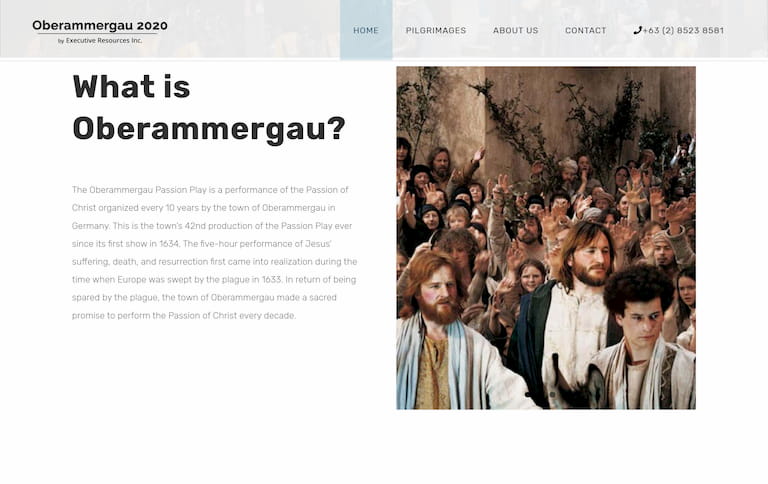 Oberammergau 2020
by Executive Resources Inc.
HOME
PILGRIMAGES
ABOUT US
CONTACT
+63 (2) 8523 8581
What is
Oberammergau?
The Oberammergau Passion Play is a performance of the Passion of
Christ organized every 10 years by the town of Oberammergau in
Germany. This is the town's 42nd production of the Passion Play ever
since its first show in 1634. The five-hour performance of Jesus'
suffering, death, and resurrection first came into realization during the
time when Europe was swept by the plague in 1633. In return of being
spared by the plague, the town of Oberammergau made a sacred
promise to perform the Passion of Christ every decade.